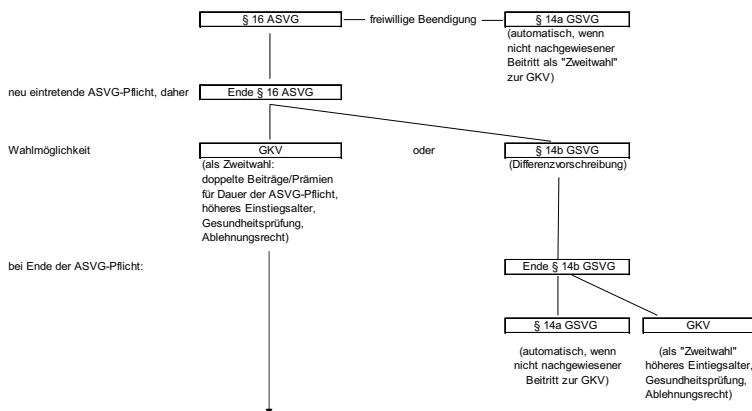 § 16 ASVG
freiwillige Beendigung
§ 14a GSVG
(automatisch, wenn
nicht nachgewiesener
Beitritt als "Zweitwahl"
zur GKV)
neu eintretende ASVG-Pflicht, daher
Ende § 16 ASVG
Wahlmöglichkeit
GKV
oder
§ 14b GSVG
(als Zweitwahl:
doppelte Beiträge/Prämien
für Dauer der ASVG-Pflicht,
höheres Einstiegsalter,
Gesundheitsprüfung,
Ablehnungsrecht)
(Differenzvorschreibung)
bei Ende der ASVG-Pflicht:
Ende § 14b GSVG
§ 14a GSVG
GKV
(automatisch, wenn
nicht nachgewiesener
Beitritt zur GKV)
(als "Zweitwahl"
höheres Eintiegsalter,
Gesundheitsprüfung,
Ablehnungsrecht)